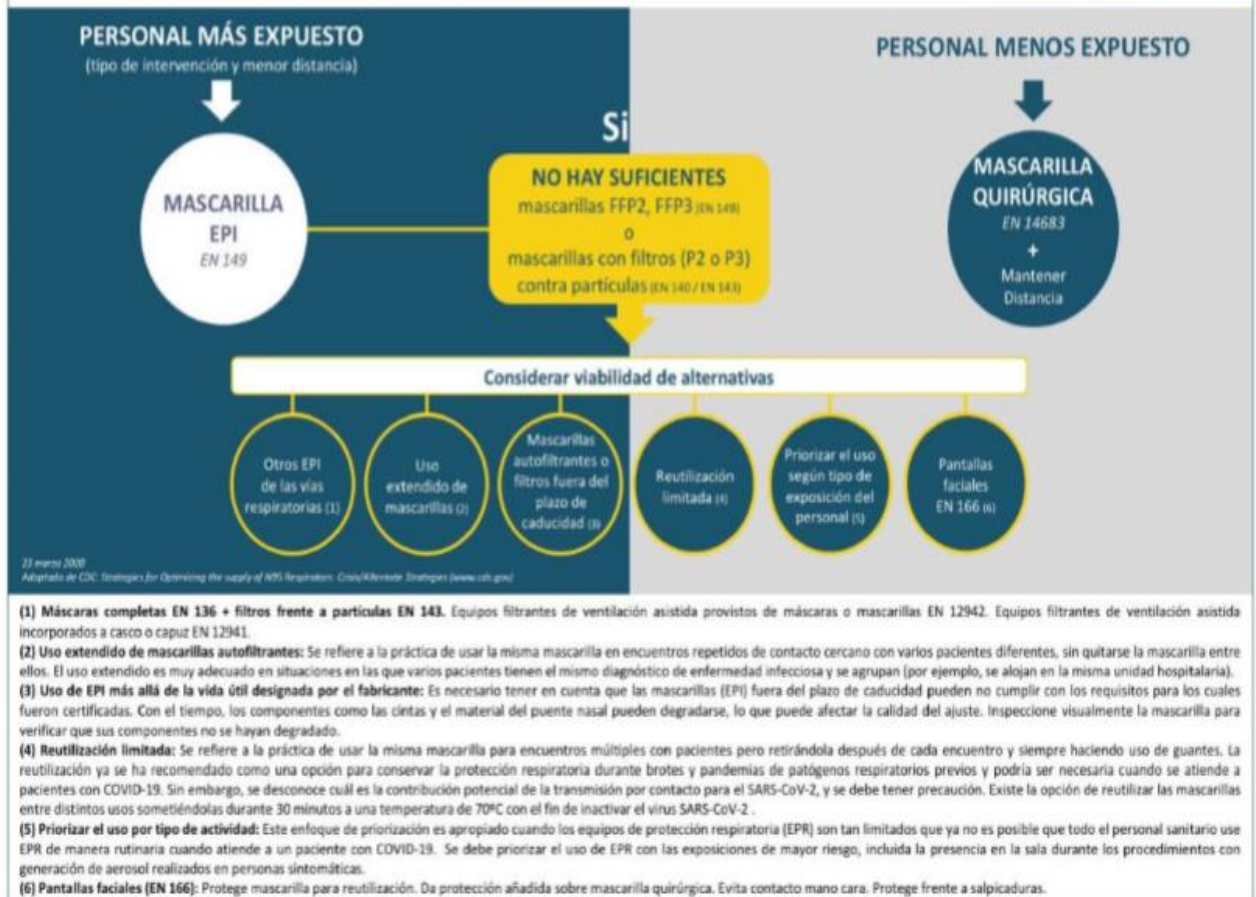 PERSONAL MÁS EXPUESTO
(tipo de intervención y menor distancia)
PERSONAL MENOS EXPUESTO
Si
MASCARILLA
EPI
EN 149
NO HAY SUFICIENTES
mascarillas FFP2, FFP3 (EN 149)
o
mascarillas con filtros (P2 o P3)
contra partículas (EN 140 / EN 143)
MASCARILLA
QUIRÚRGICA
EN 14683
+
Mantener
Distancia
Considerar viabilidad de alternativas
Otros EPI
de las vías
respiratorias (1)
Uso
extendido de
mascarillas (2)
Mascarillas
autofiltrantes o
filtros fuera del
plazo de
caducidad (3)
Reutilización
limitada (4)
Priorizar el uso
según tipo de
exposición del
personal (5)
Pantallas
faciales
EN 166 (6)
23 marzo 2020
Adaptado de CDC. Strategies for Optimizing the supply of N95 Respirators: Crisis/Alternate Strategies (www.cdc.gov)
(1) Máscaras completas EN 136 + filtros frente a partículas EN 143. Equipos filtrantes de ventilación asistida provistos de máscaras o mascarillas EN 12942. Equipos filtrantes de ventilación asistida
incorporados a casco o capuz EN 12941.
(2) Uso extendido de mascarillas autofiltrantes: Se refiere a la práctica de usar la misma mascarilla en encuentros repetidos de contacto cercano con varios pacientes diferentes, sin quitarse la mascarilla entre
ellos. El uso extendido es muy adecuado en situaciones en las que varios pacientes tienen el mismo diagnóstico de enfermedad infecciosa y se agrupan (por ejemplo, se alojan en la misma unidad hospitalaria).
(3) Uso de EPI más allá de la vida útil designada por el fabricante: Es necesario tener en cuenta que las mascarillas (EPI) fuera del plazo de caducidad pueden no cumplir con los requisitos para los cuales
fueron certificadas. Con el tiempo, los componentes como las cintas y el material del puente nasal pueden degradarse, lo que puede afectar la calidad del ajuste. Inspeccione visualmente la mascarilla para
verificar que sus componentes no se hayan degradado.
(4) Reutilización limitada: Se refiere a la práctica de usar la misma mascarilla para encuentros múltiples con pacientes pero retirándola después de cada encuentro y siempre haciendo uso de guantes. La
reutilización ya se ha recomendado como una opción para conservar la protección respiratoria durante brotes y pandemias de patógenos respiratorios previos y podría ser necesaria cuando se atiende a
pacientes con COVID-19. Sin embargo, se desconoce cuál es la contribución potencial de la transmisión por contacto para el SARS-CoV-2, y se debe tener precaución. Existe la opción de reutilizar las mascarillas
entre distintos usos sometiéndolas durante 30 minutos a una temperatura de 70ºC con el fin de inactivar el virus SARS-CoV-2 .
(5) Priorizar el uso por tipo de actividad: Este enfoque de priorización es apropiado cuando los equipos de protección respiratoria (EPR) son tan limitados que ya no es posible que todo el personal sanitario use
EPR de manera rutinaria cuando atiende a un paciente con COVID-19. Se debe priorizar el uso de EPR con las exposiciones de mayor riesgo, incluida la presencia en la sala durante los procedimientos con
generación de aerosol realizados en personas sintomáticas.
(6) Pantallas faciales (EN 166): Protege mascarilla para reutilización. Da protección añadida sobre mascarilla quirúrgica. Evita contacto mano cara. Protege frente a salpicaduras.